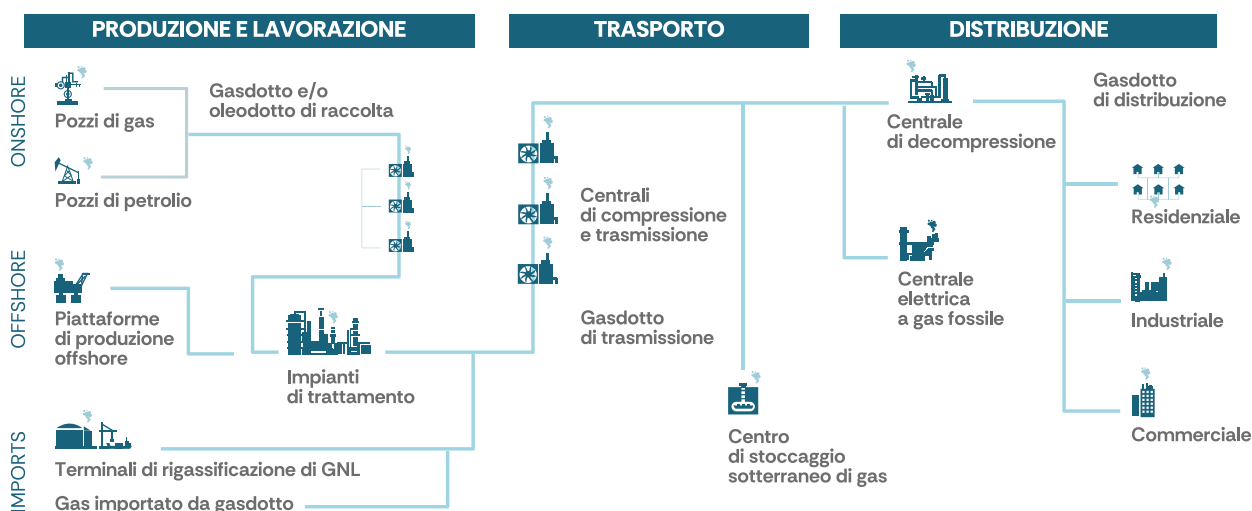 PRODUZIONE E LAVORAZIONE
TRASPORTO
DISTRIBUZIONE
ONSHORE
Pozzi di gas
Gasdotto e/o
oleodotto di raccolta
Pozzi di petrolio
OFFSHORE
Piattaforme
di produzione
offshore
Impianti
di trattamento
IMPORTS
Terminali di rigassificazione di GNL
Gas importato da gasdotto
Centrali
di compressione
e trasmissione
Gasdotto
di trasmissione
Centro
di stoccaggio
sotterraneo di gas
Centrale
di decompressione
Gasdotto
di distribuzione
Centrale
elettrica
a gas fossile
Residenziale
Industriale
Commerciale